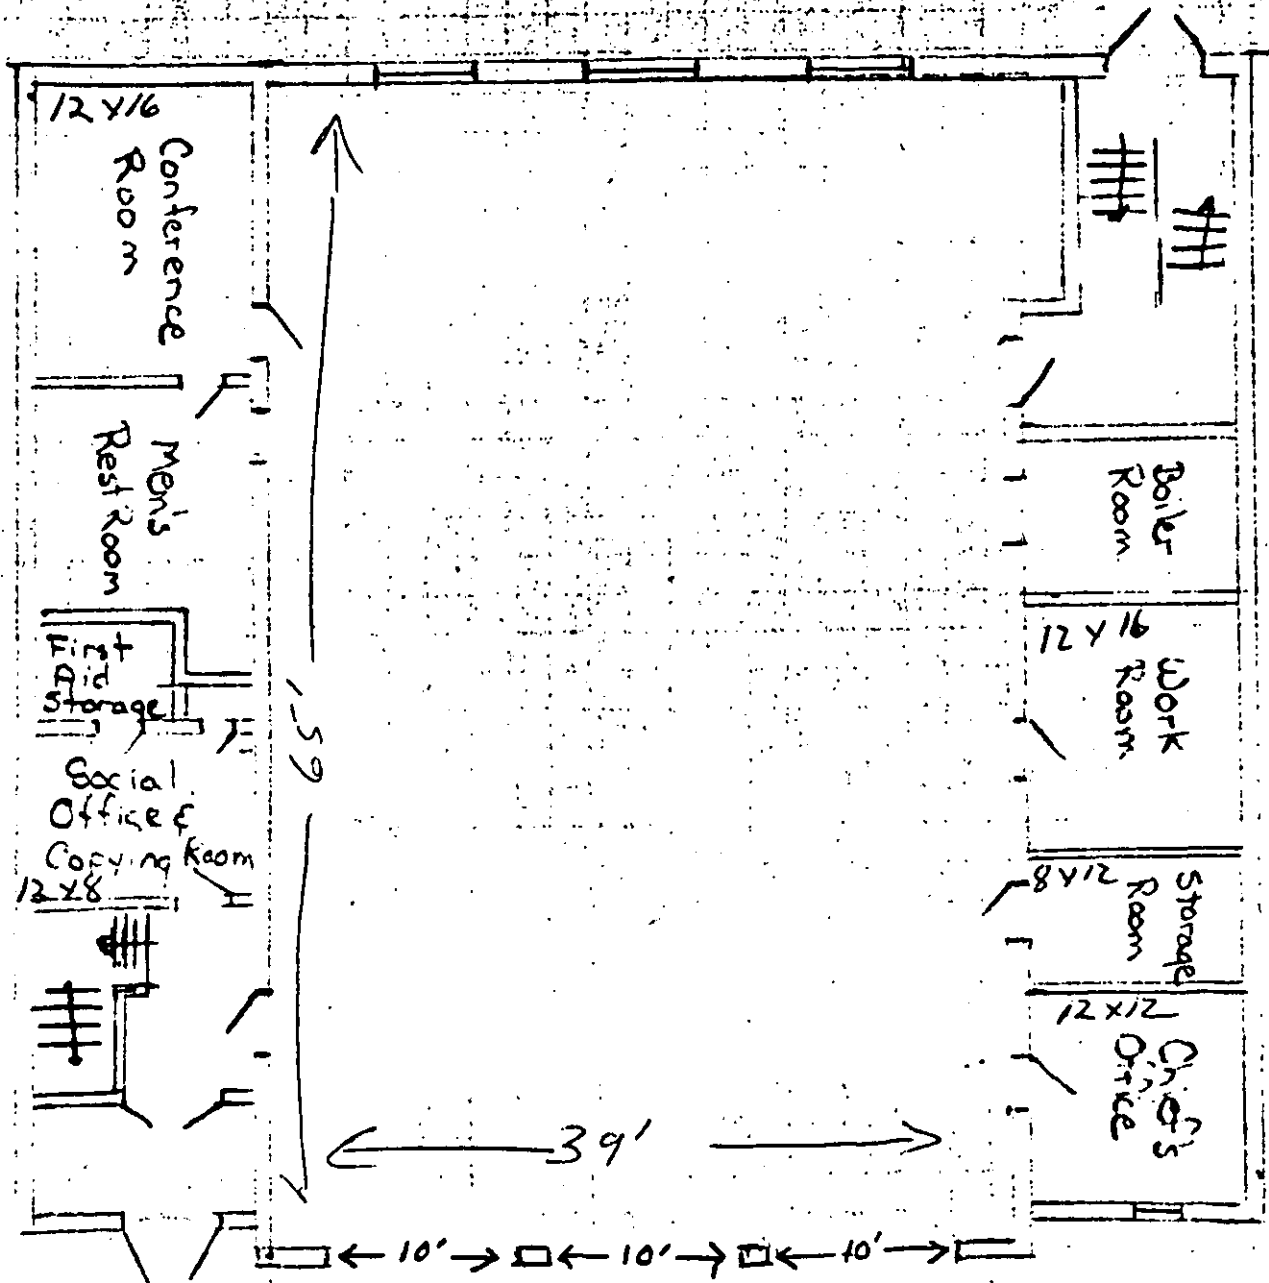 12 x 16
Conference
Room
Men's
Rest Room
First
Aid
Storage
Social
Office &
Copying Room
12 x 8
59'
39'
10'
10'
10'
Boiler
Room
12 x 16
Work
Room
8 x 12
Storage
Room
12 x 12
Chief's
Office